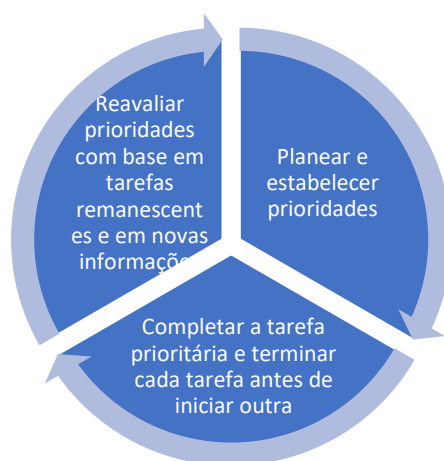 Reavaliar
prioridades
com base em
tarefas
remanescent
es e em novas
informaçõe
Planear e
estabelecer
prioridades
Completar a tarefa
prioritária e terminar
cada tarefa antes de
iniciar outra